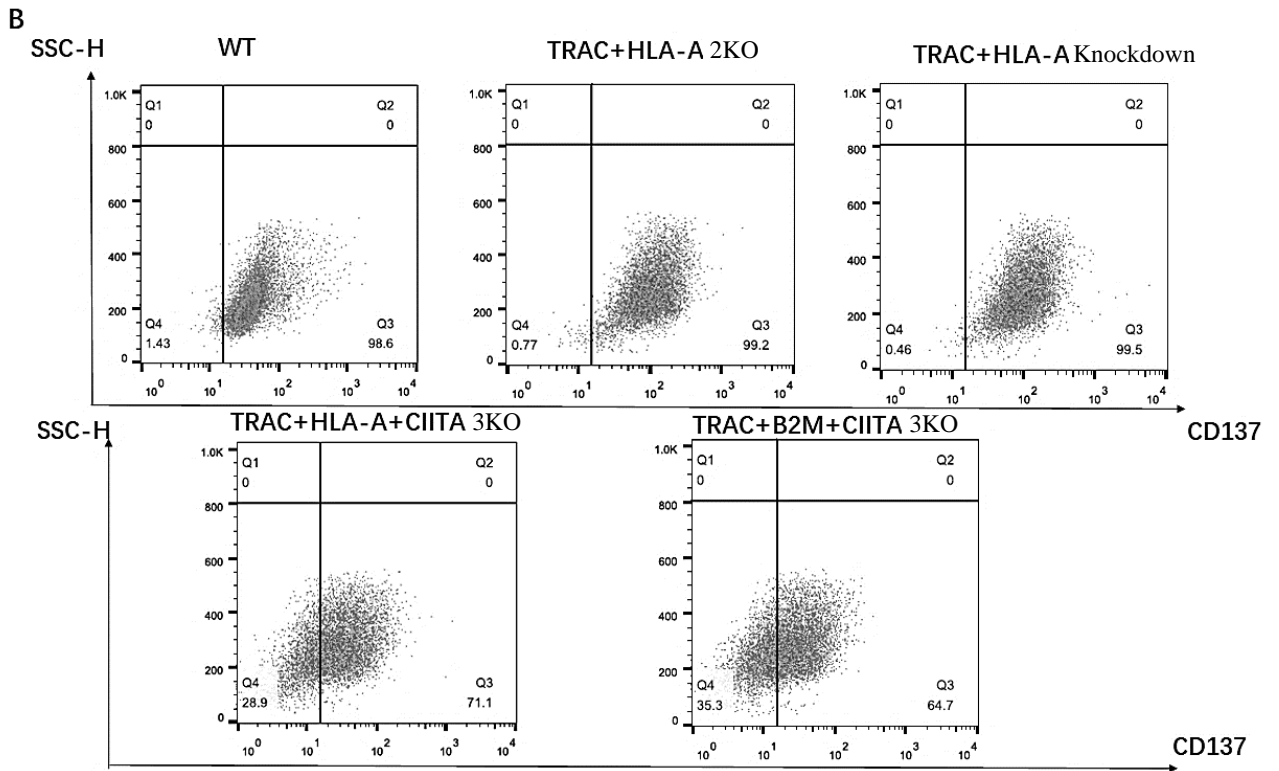 B
SSC-H
WT
TRAC+HLA-A 2KO
TRAC+HLA-A Knockdown
1.0K
800
600
400
200
0
Q1
0
Q2
0
Q4
1.43
Q3
98.6
10^0 10^1 10^2 10^3 10^4
1.0K
800
600
400
200
0
Q1
0
Q2
0
Q4
0.77
Q3
99.2
10^0 10^1 10^2 10^3 10^4
1.0K
800
600
400
200
0
Q1
0
Q2
0
Q4
0.46
Q3
99.5
10^0 10^1 10^2 10^3 10^4
CD137
SSC-H
TRAC+HLA-A+CIITA 3KO
TRAC+B2M+CIITA 3KO
1.0K
800
600
400
200
0
Q1
0
Q2
0
Q4
28.9
Q3
71.1
10^0 10^1 10^2 10^3 10^4
1.0K
800
600
400
200
0
Q1
0
Q2
0
Q4
35.3
Q3
64.7
10^0 10^1 10^2 10^3 10^4
CD137